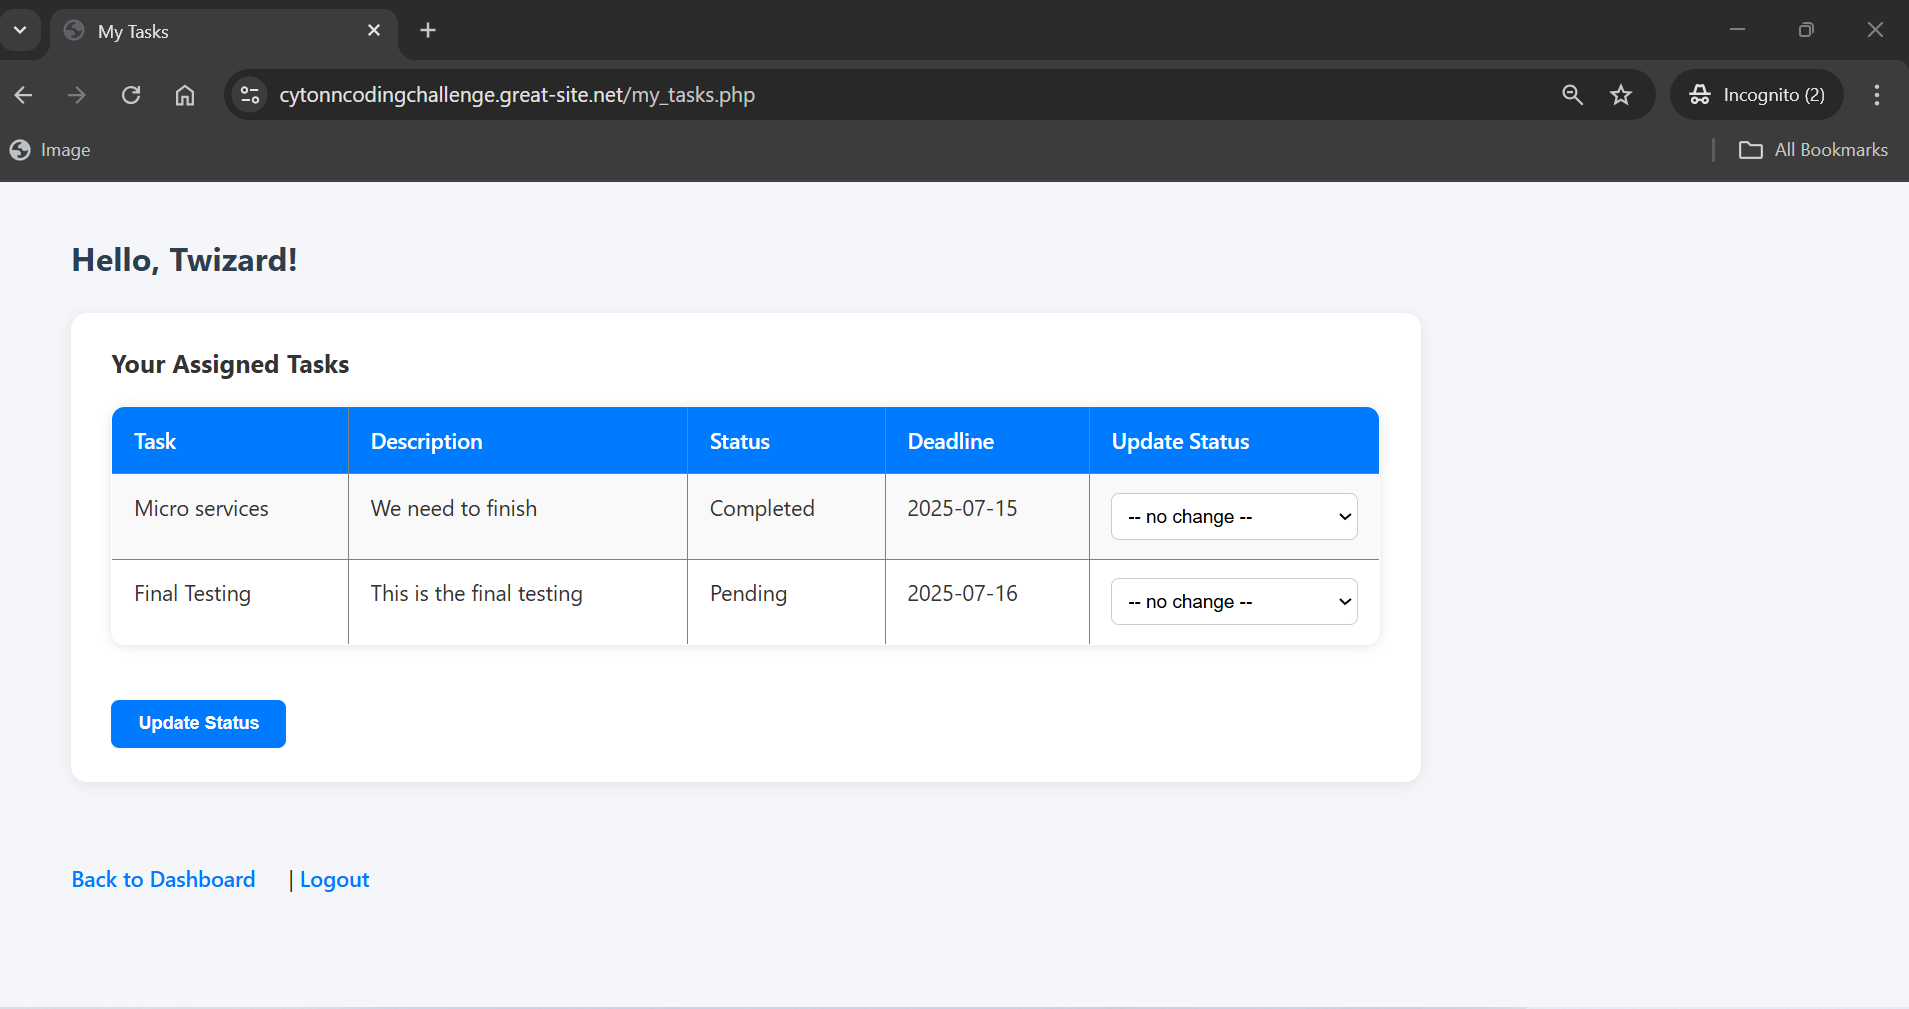 My Tasks
cytonncodingchallenge.great-site.net/my_tasks.php
Incognito (2)
Image
All Bookmarks
Hello, Twizard!
Your Assigned Tasks
Task Description Status Deadline Update Status
Micro services We need to finish Completed 2025-07-15 -- no change --
Final Testing This is the final testing Pending 2025-07-16 -- no change --
Update Status
Back to Dashboard | Logout